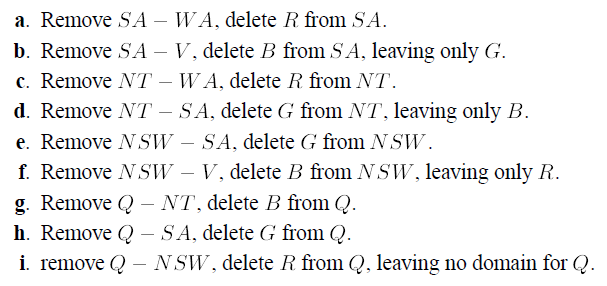 a. Remove SA − WA, delete R from SA.
b. Remove SA − V, delete B from SA, leaving only G.
c. Remove NT − WA, delete R from NT.
d. Remove NT − SA, delete G from NT, leaving only B.
e. Remove NSW − SA, delete G from NSW.
f. Remove NSW − V, delete B from NSW, leaving only R.
g. Remove Q − NT, delete B from Q.
h. Remove Q − SA, delete G from Q.
i. remove Q − NSW, delete R from Q, leaving no domain for Q.